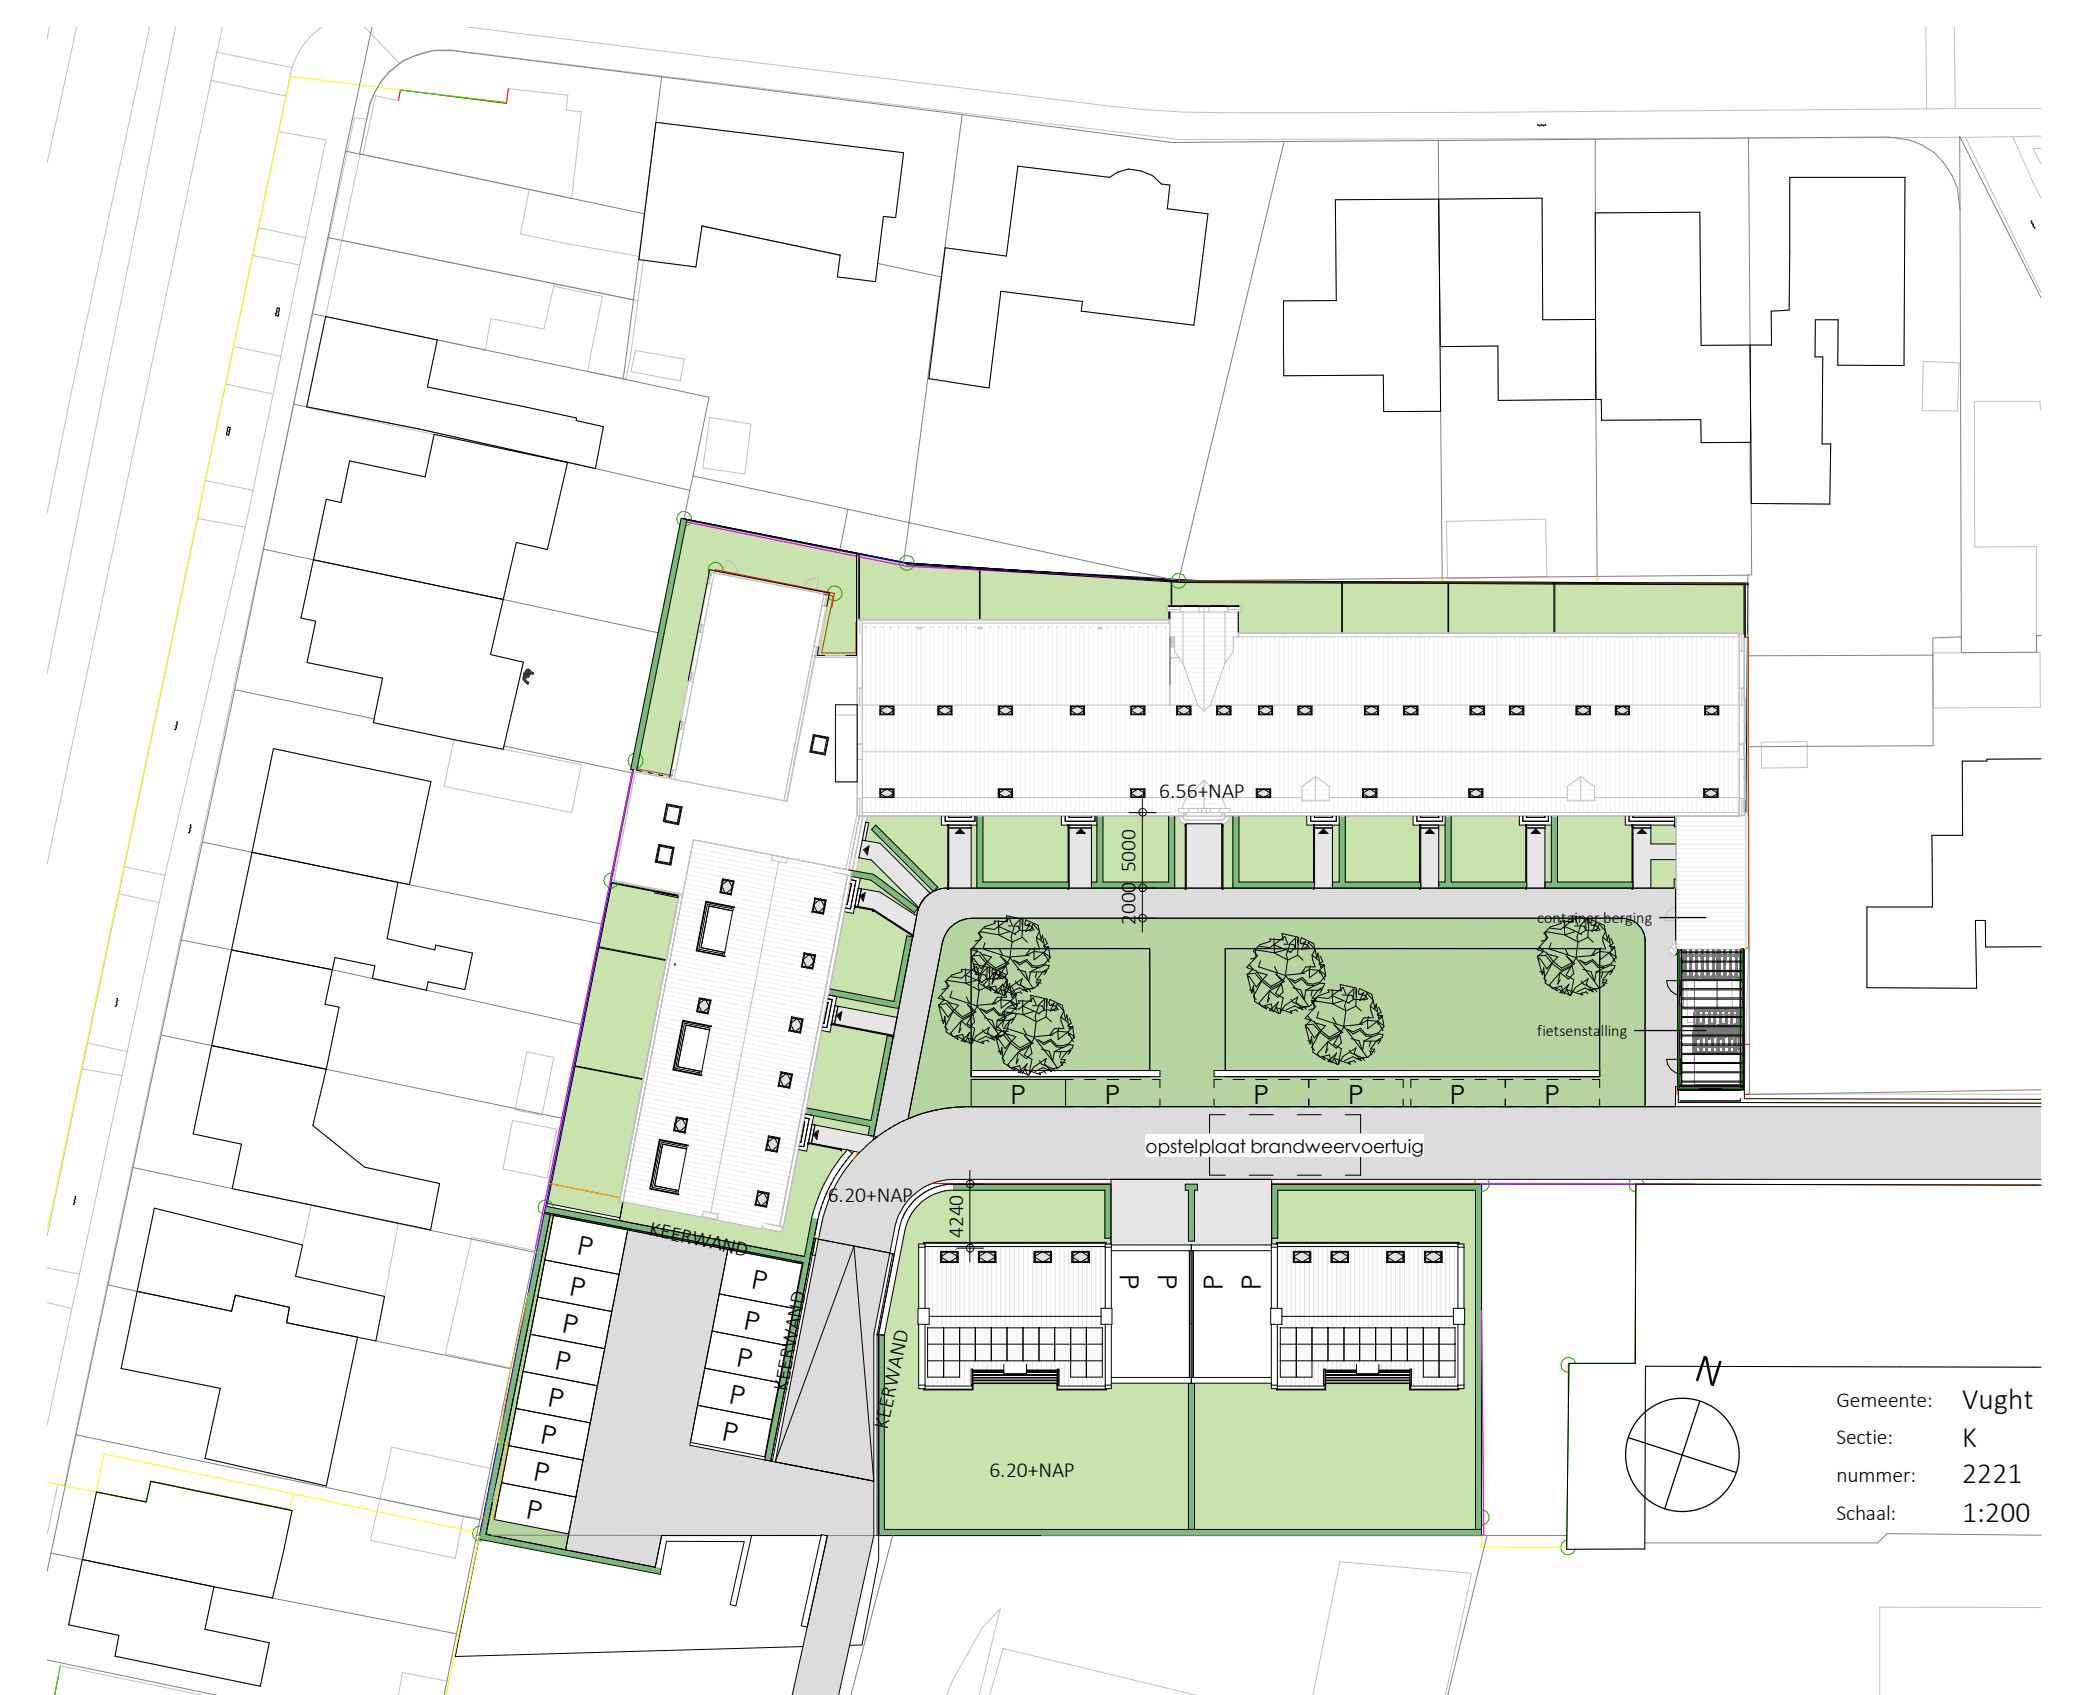 6.56+NAP
5000
2000
container berging
fietsenstalling
P P P P P P
opstelplaat brandweervoertuig
6.20+NAP
4240
KEERWAND
P
P
P
P
P
P
P
P
P
P
P
P
P
KEERWAND
KEERWAND
P P P P
6.20+NAP
N
Gemeente: Vught
Sectie: K
nummer: 2221
Schaal: 1:200